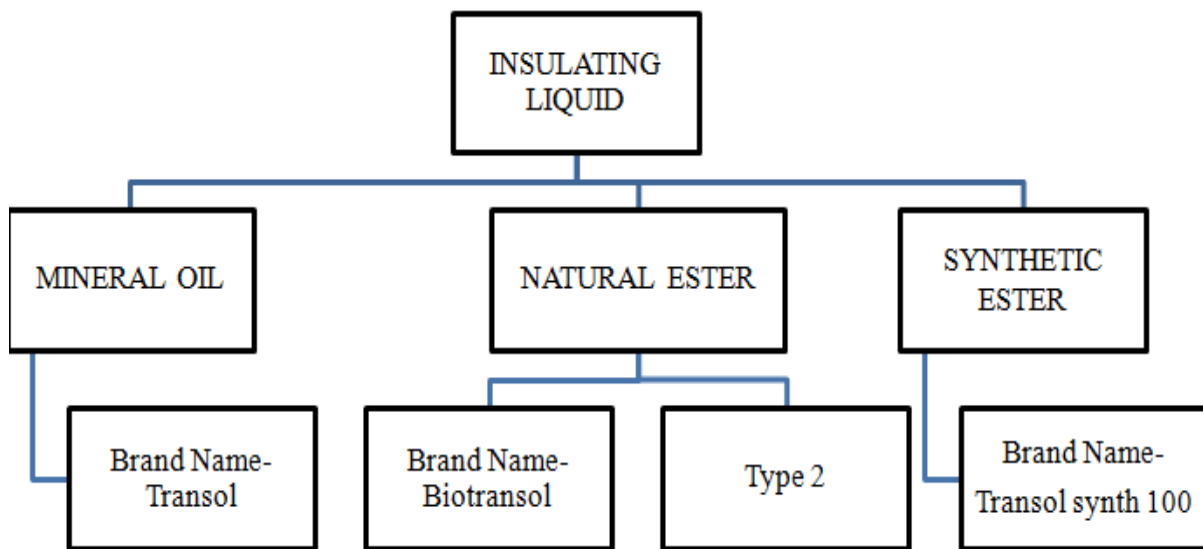 INSULATING
LIQUID
MINERAL OIL
NATURAL ESTER
SYNTHETIC
ESTER
Brand Name-
Transol
Brand Name-
Biotransol
Type 2
Brand Name-
Transol synth 100